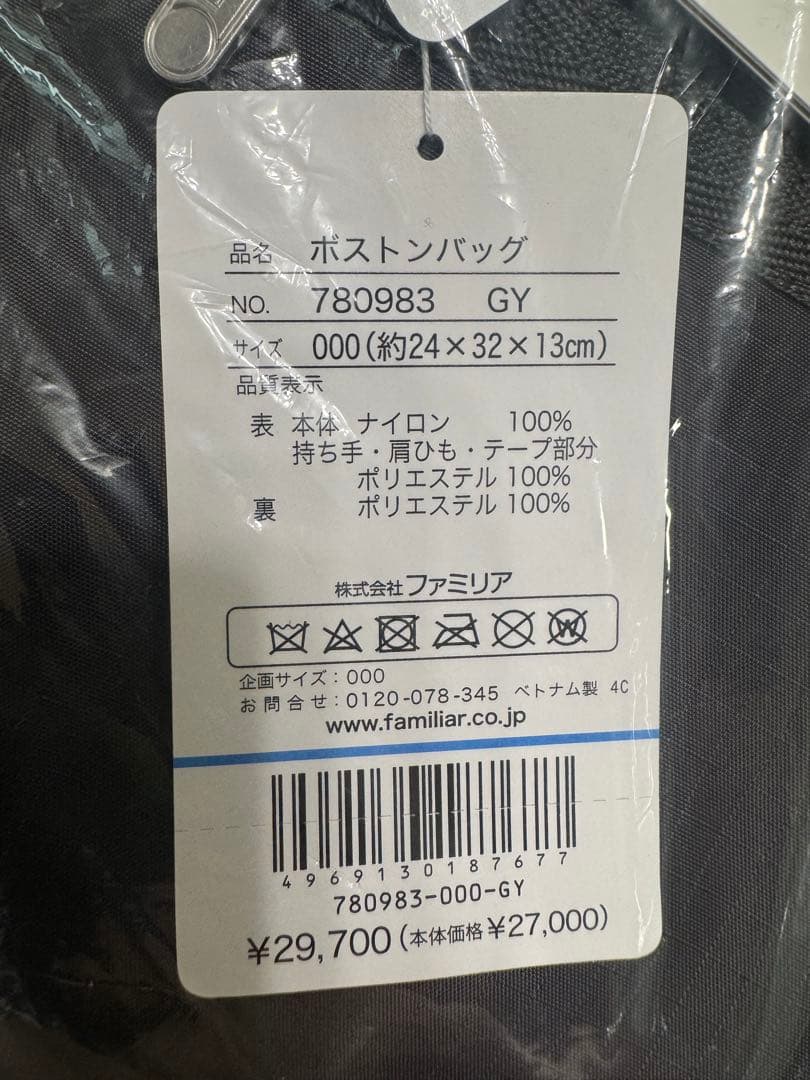 品名 ボストンバッグ
NO. 780983 GY
サイズ 000(約24×32×13cm)
品質表示
表 本体 ナイロン 100%
持ち手・肩ひも・テープ部分
ポリエステル 100%
裏 ポリエステル 100%
株式会社ファミリア
W
企画サイズ：000
お問合せ：0120-078-345 ベトナム製 4C
www.familiar.co.jp
4969130187677
780983-000-GY
¥29,700(本体価格¥27,000)